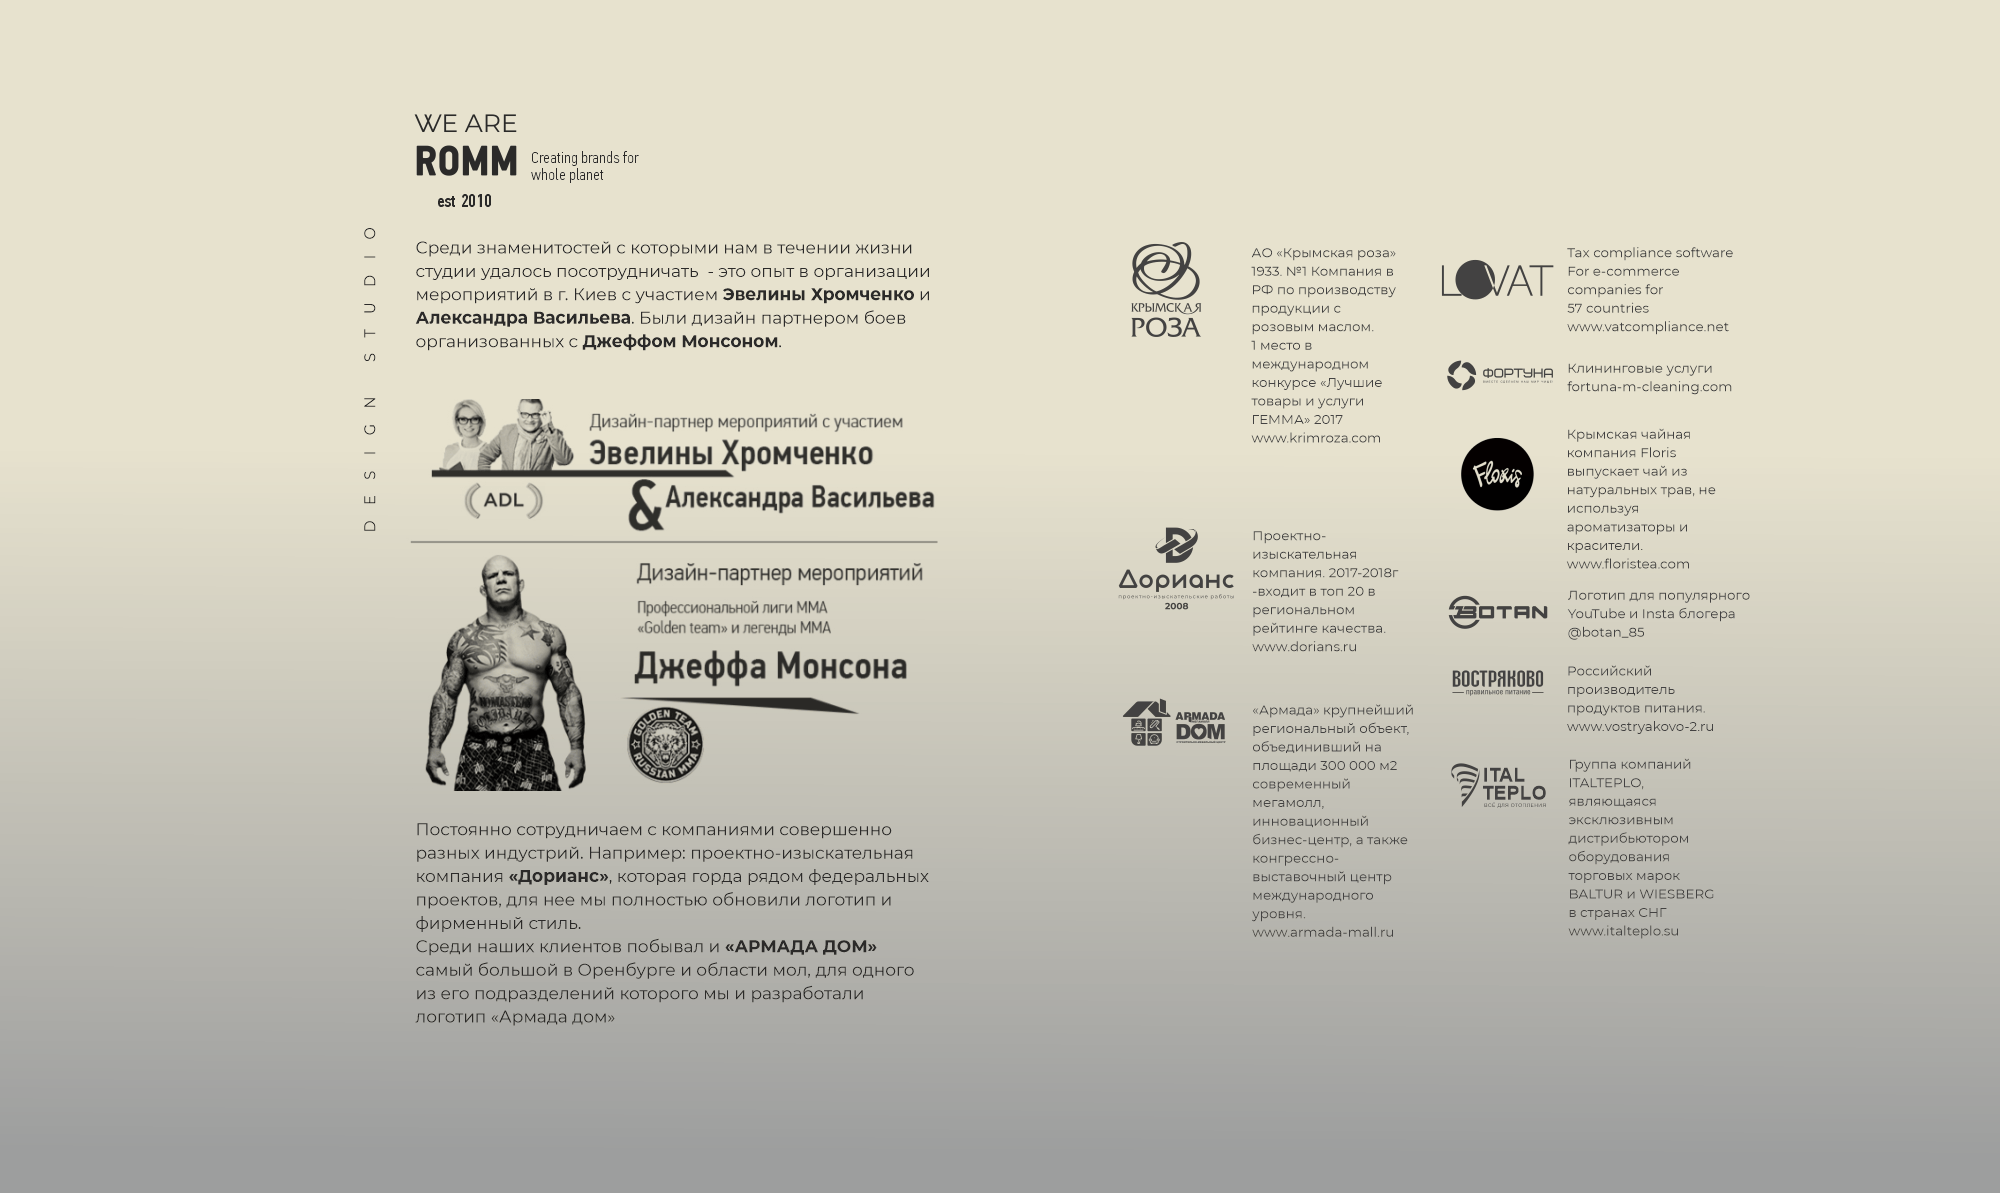 WE ARE
ROMM
Creating brands for
whole planet
est 2010
DESIGN STUDIO
Среди знаменитостей с которыми нам в течении жизни
студии удалось посотрудничать - это опыт в организации
мероприятий в г. Киев с участием Эвелины Хромченко и
Александра Васильева. Были дизайн партнером боев
организованных с Джеффом Монсоном.
Дизайн-партнер мероприятий с участием
Эвелины Хромченко
(ADL)
& Александра Васильева
Дизайн-партнер мероприятий
Профессиональной лиги ММА
«Golden team» и легенды ММА
Джеффа Монсона
GOLDEN TEAM
RUSSIAN MMA
Постоянно сотрудничаем с компаниями совершенно
разных индустрий. Например: проектно-изыскательная
компания «Дорианс», которая горда рядом федеральных
проектов, для нее мы полностью обновили логотип и
фирменный стиль.
Среди наших клиентов побывал и «АРМАДА ДОМ»
самый большой в Оренбурге и области мол, для одного
из его подразделений которого мы и разработали
логотип «Армада дом»
КРЫМСКАЯ
РОЗА
АО «Крымская роза»
1933. №1 Компания в
РФ по производству
продукции с
розовым маслом.
1 место в
международном
конкурсе «Лучшие
товары и услуги
ГЕММА» 2017
www.krimroza.com
Дорианс
проектно-изыскательские работы
2008
Проектно-
изыскательная
компания. 2017-2018г
-входит в топ 20 в
региональном
рейтинге качества.
www.dorians.ru
ARMADA
DOM
«Армада» крупнейший
региональный объект,
объединивший на
площади 300 000 м2
современный
мегамолл,
инновационный
бизнес-центр, а также
конгрессно-
выставочный центр
международного
уровня.
www.armada-mall.ru
LOVAT
Tax compliance software
For e-commerce
companies for
57 countries
www.vatcompliance.net
ФОРТУНА
Клининговые услуги
fortuna-m-cleaning.com
Floris
Крымская чайная
компания Floris
выпускает чай из
натуральных трав, не
используя
ароматизаторы и
красители.
www.floristea.com
BOTAN
Логотип для популярного
YouTube и Insta блогера
@botan_85
ВОСТРЯКОВО
правильное питание
Российский
производитель
продуктов питания.
www.vostryakovo-2.ru
ITAL
TEPLO
ВСЁ ДЛЯ ОТОПЛЕНИЯ
Группа компаний
ITALTEPLO,
являющаяся
эксклюзивным
дистрибьютором
оборудования
торговых марок
BALTUR и WIESBERG
в странах СНГ
www.italteplo.su